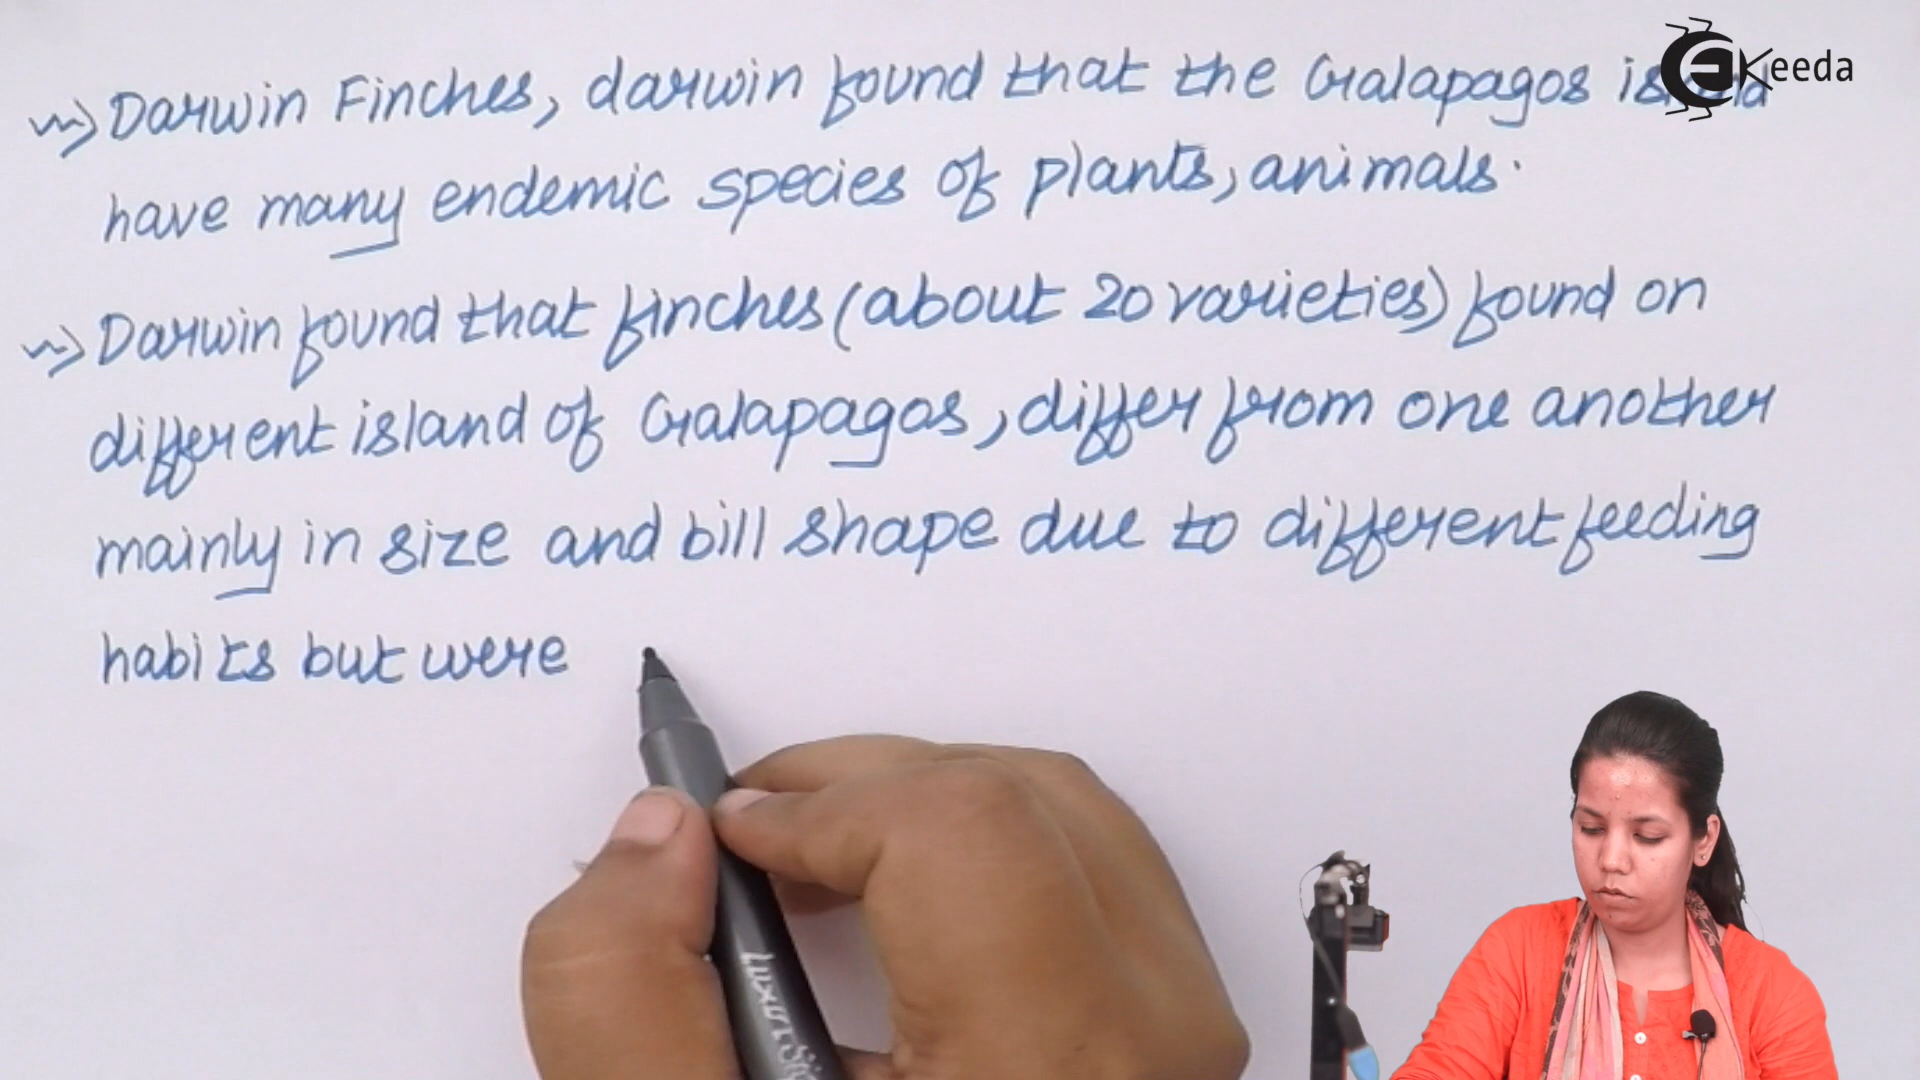 Darwin Finches, darwin found that the Galapagos island
EKeeda
have many endemic species of plants, animals.
Darwin found that finches (about 20 varieties) found on
different island of Galapagos, differ from one another
mainly in size and bill shape due to different feeding
habits but were
Luxor